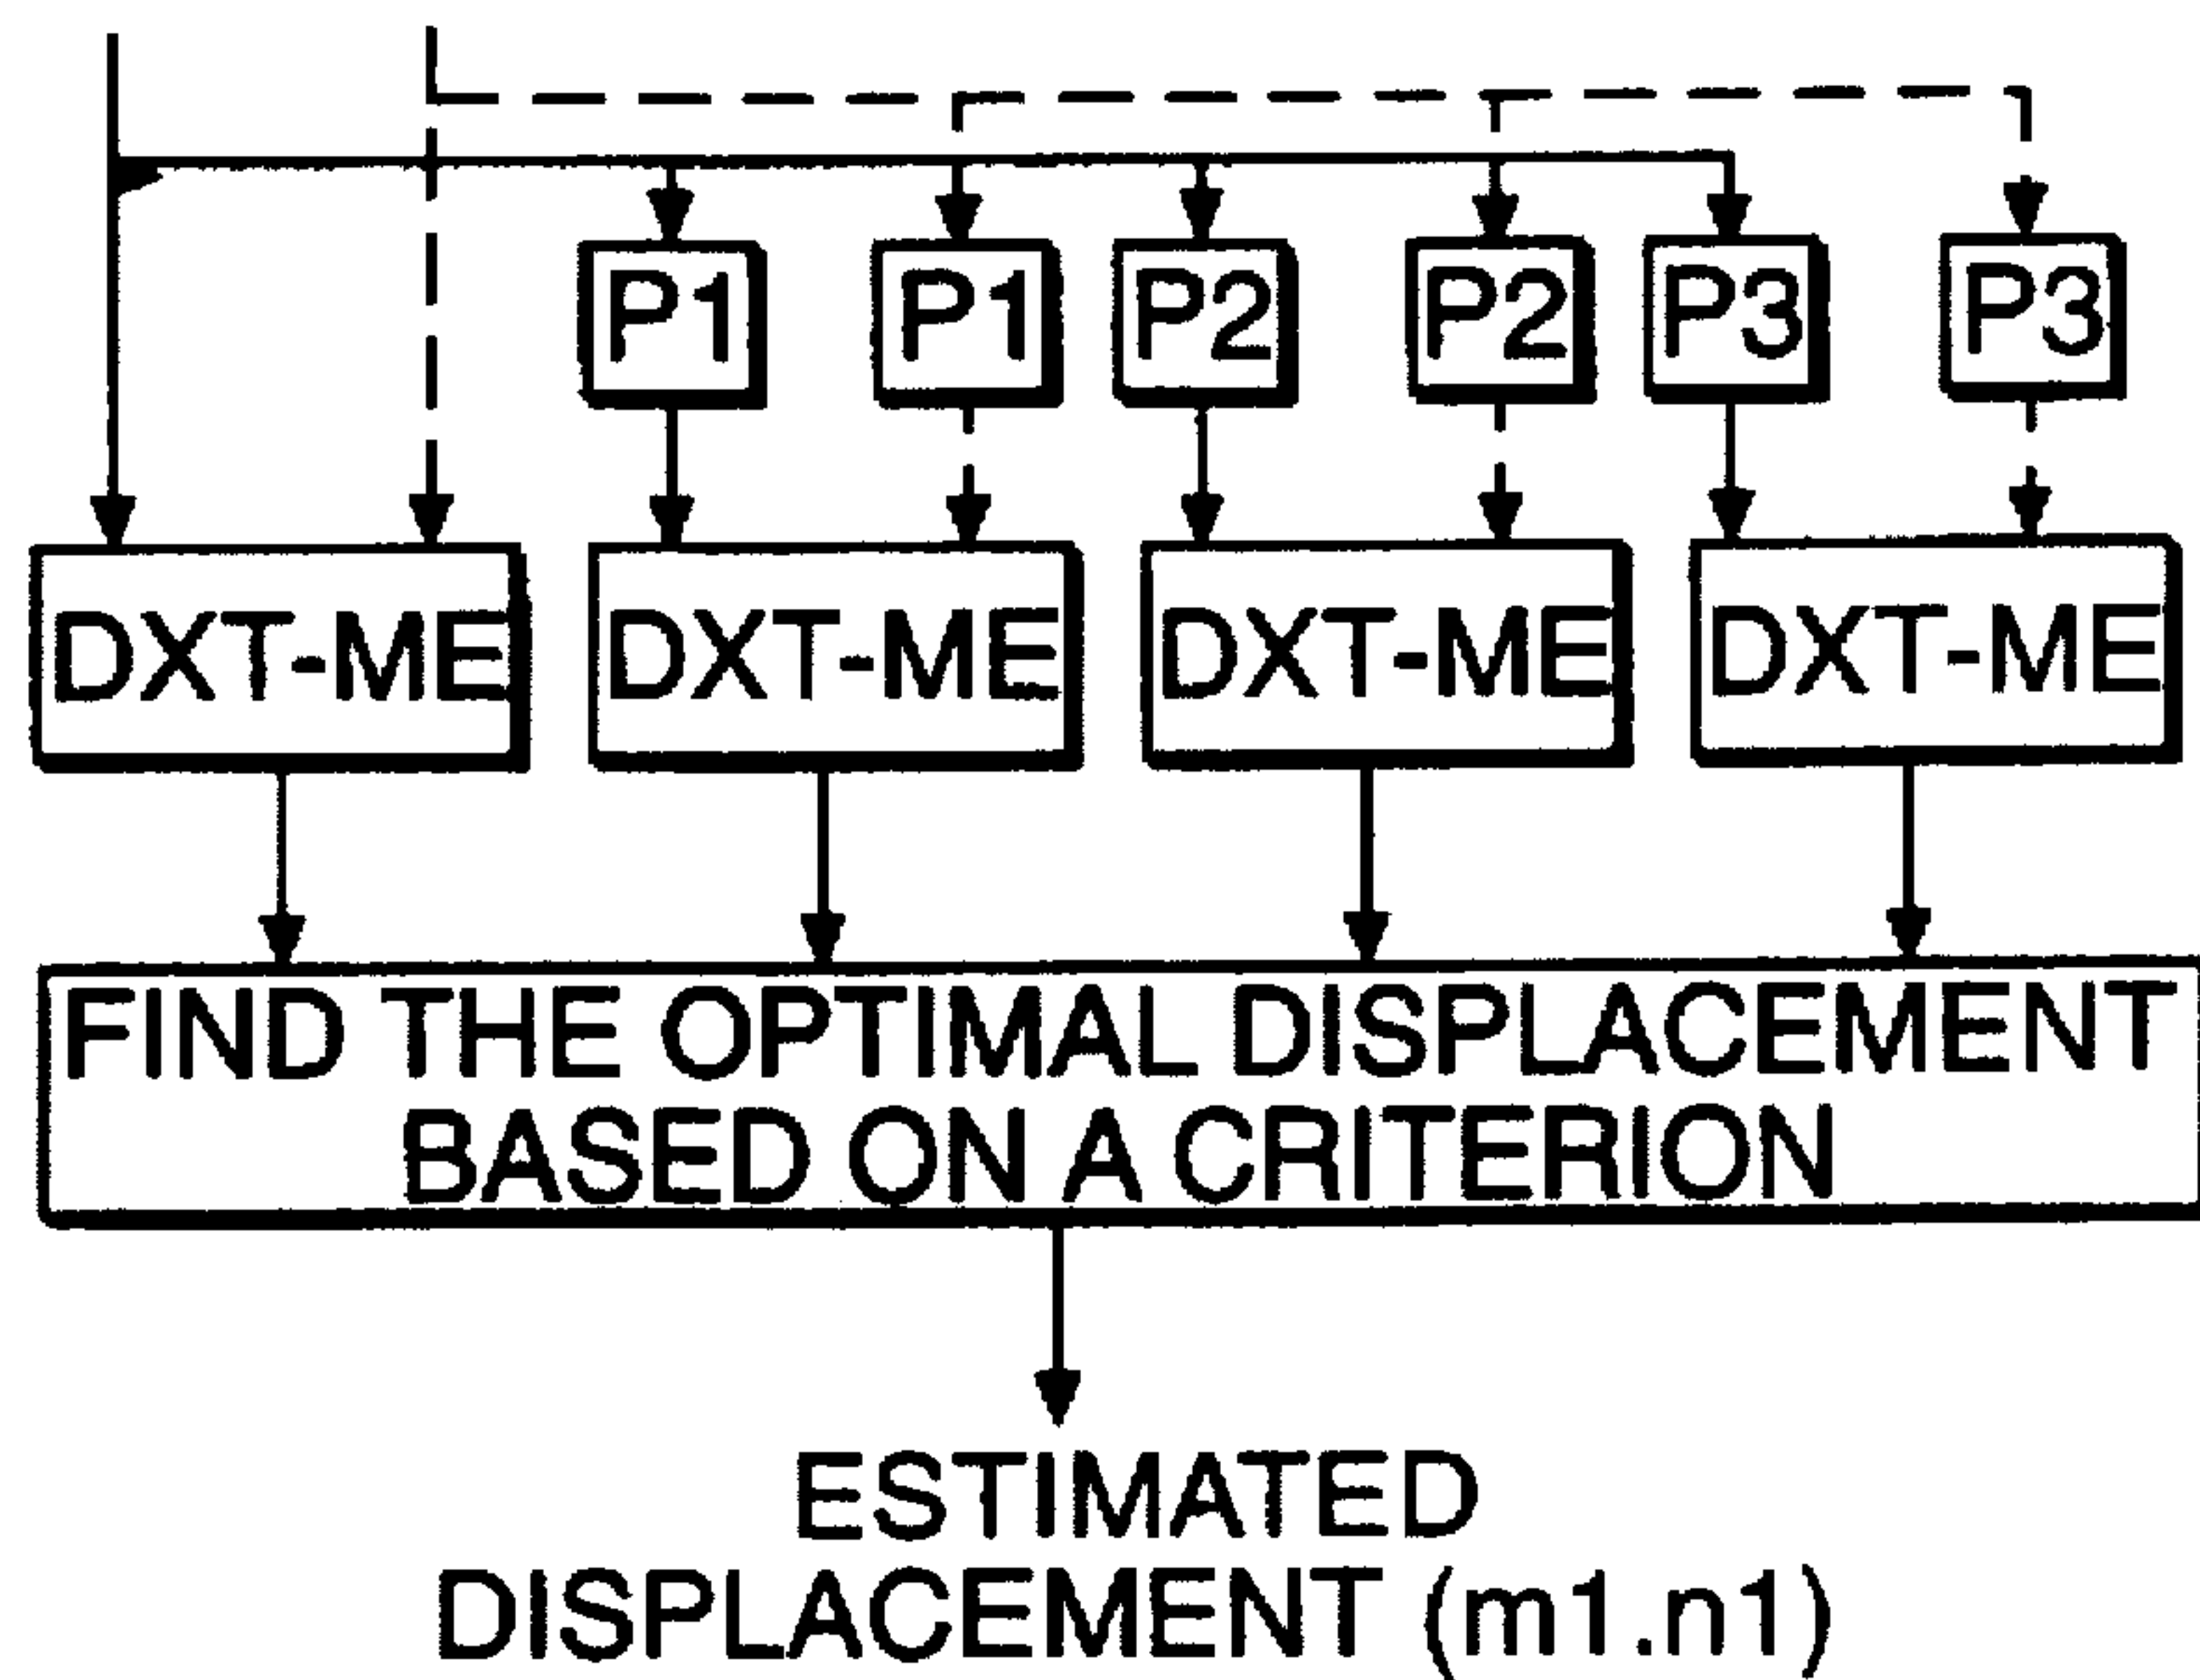 P1 P1 P2 P2 P3 P3
DXT-ME DXT-ME DXT-ME DXT-ME
FIND THE OPTIMAL DISPLACEMENT
BASED ON A CRITERION
ESTIMATED
DISPLACEMENT (m1.n1)